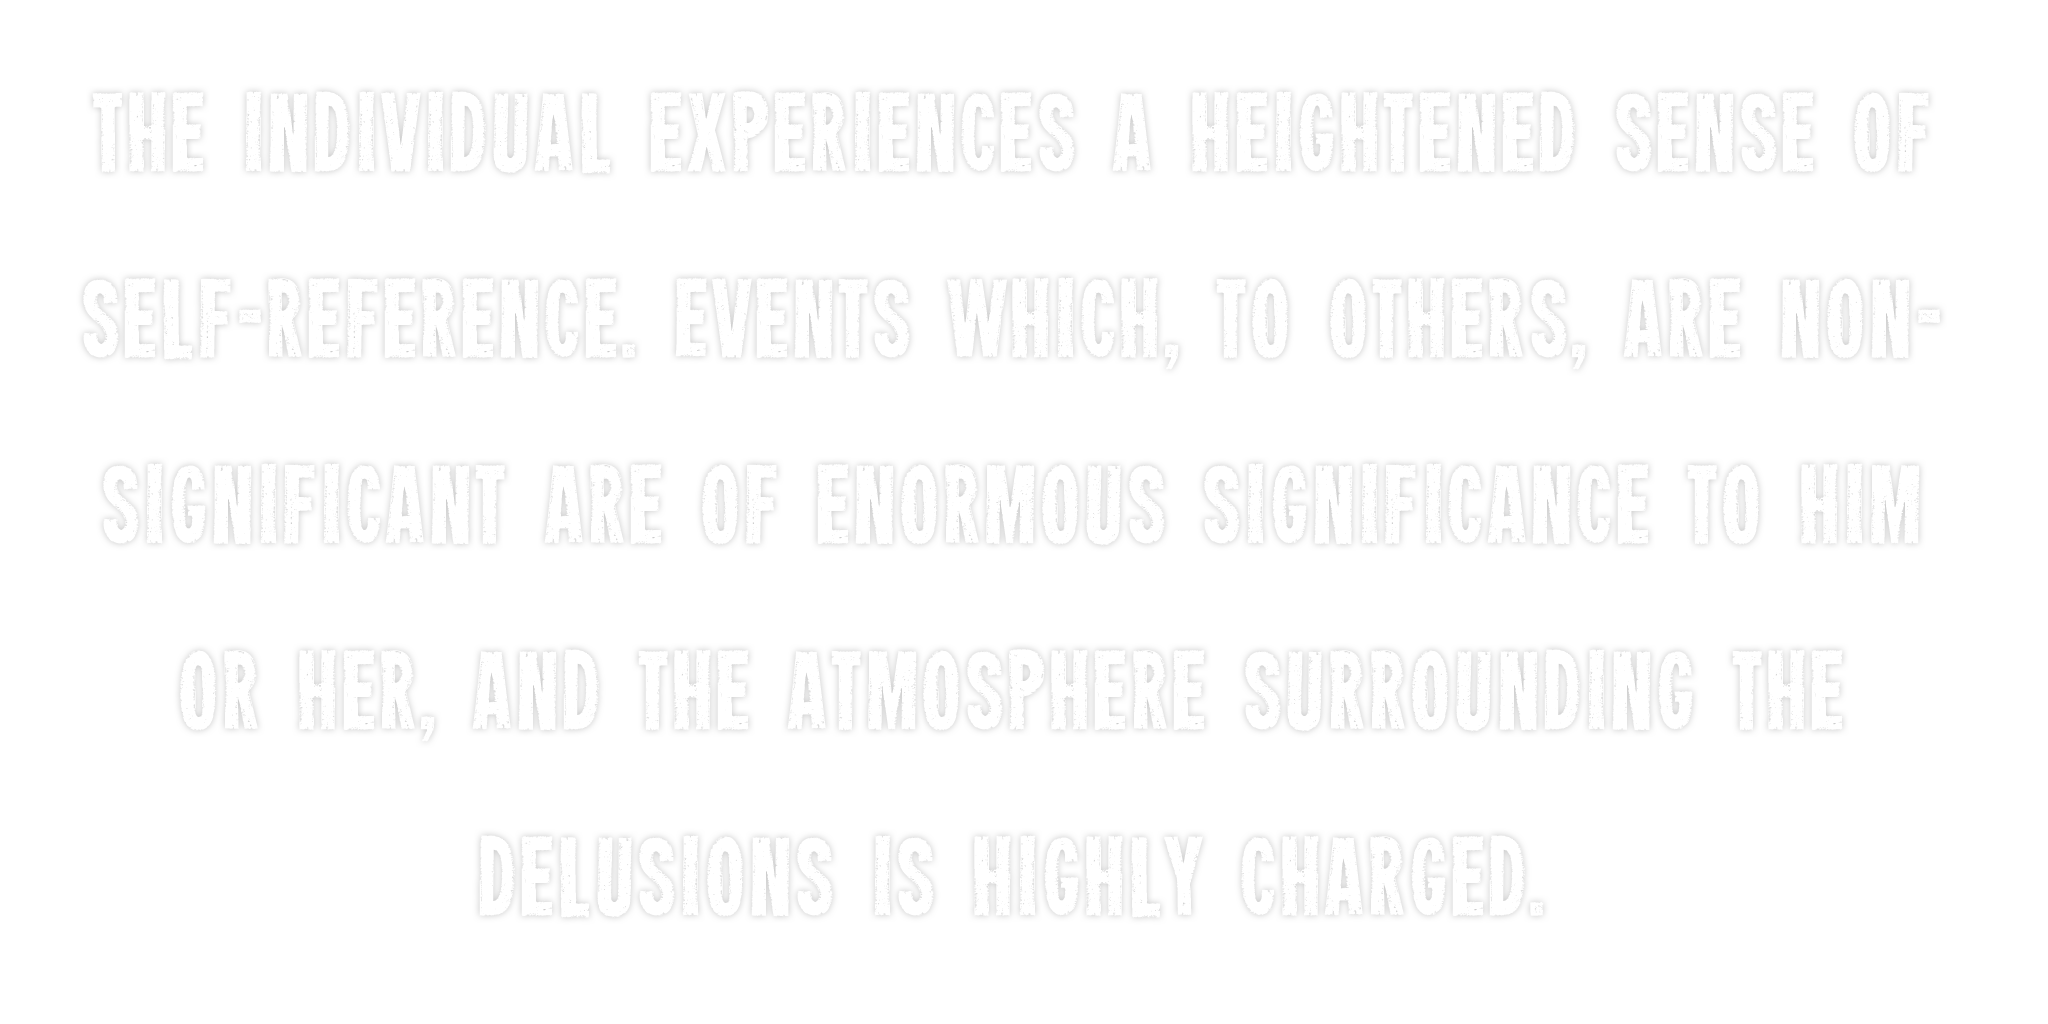 THE INDIVIDUAL EXPERIENCES A HEIGHTENED SENSE OF
SELF-REFERENCE. EVENTS WHICH, TO OTHERS, ARE NON-
SIGNIFICANT ARE OF ENORMOUS SIGNIFICANCE TO HIM
OR HER, AND THE ATMOSPHERE SURROUNDING THE
DELUSIONS IS HIGHLY CHARGED.